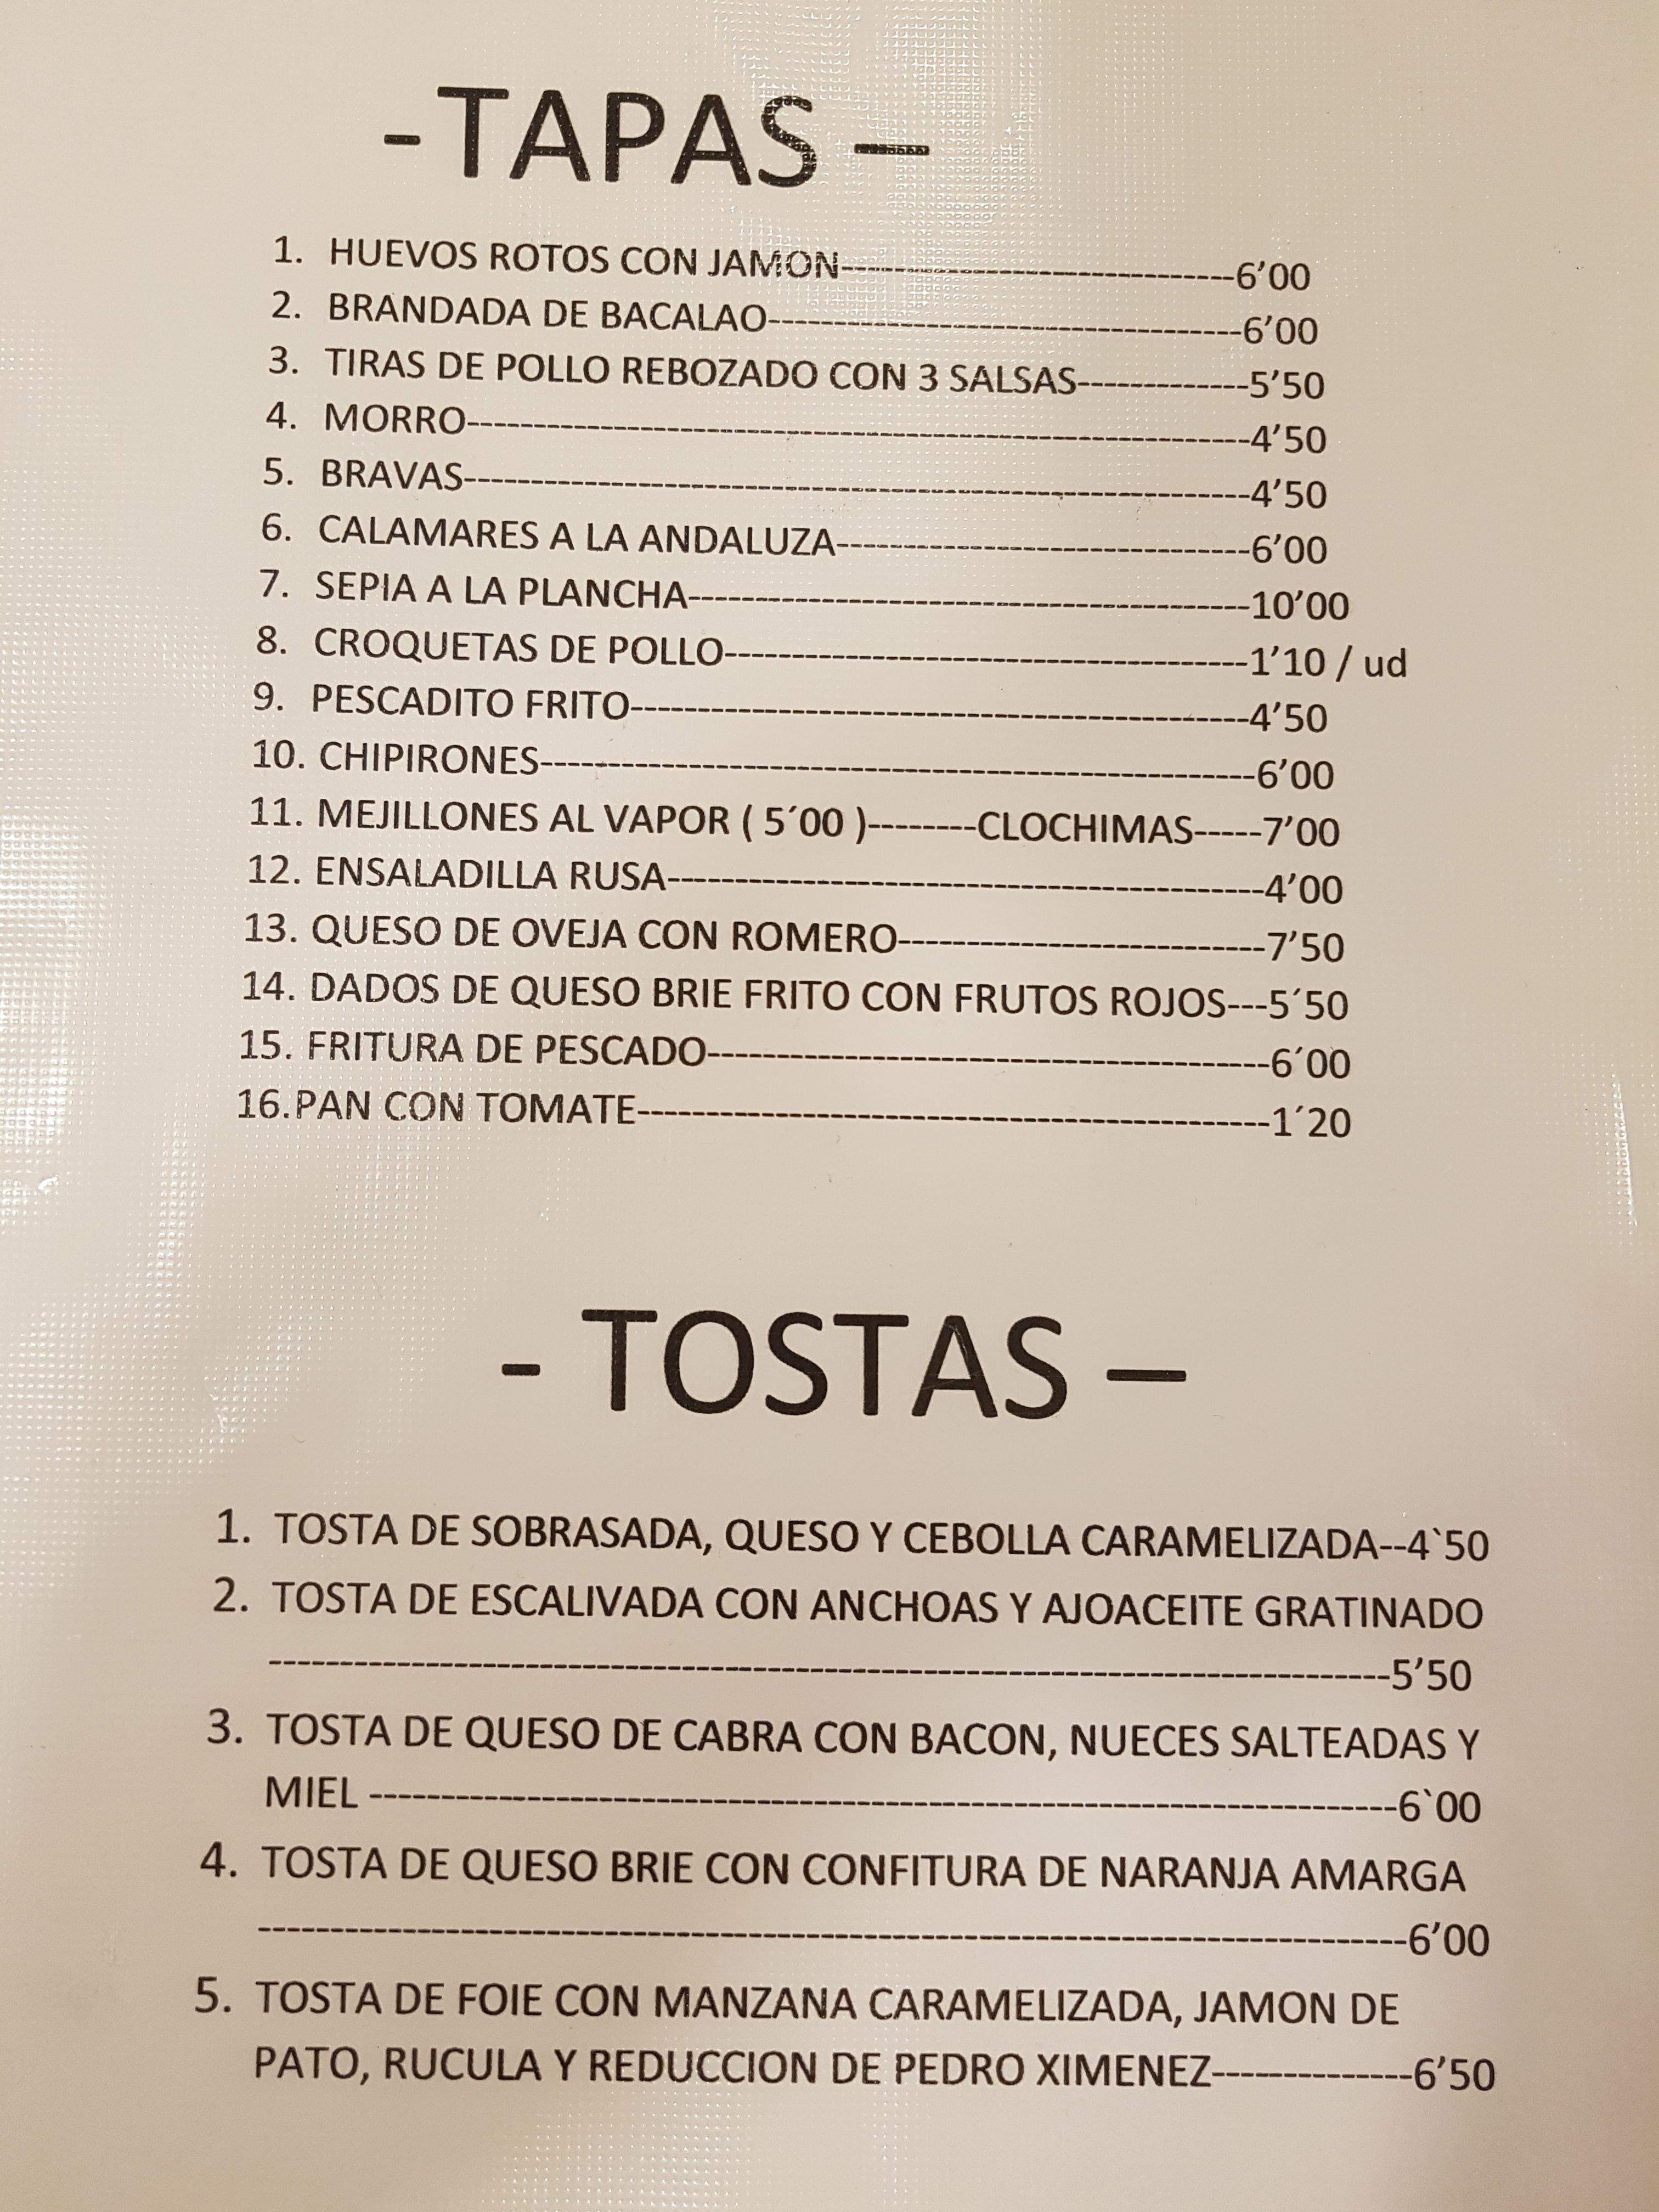 -TAPAS –
1. HUEVOS ROTOS CON JAMON-----------------------------6’00
2. BRANDADA DE BACALAO-----------------------------------6’00
3. TIRAS DE POLLO REBOZADO CON 3 SALSAS-------------5’50
4. MORRO----------------------------------------------------------4’50
5. BRAVAS----------------------------------------------------------4’50
6. CALAMARES A LA ANDALUZA-------------------------------6’00
7. SEPIA A LA PLANCHA------------------------------------------10’00
8. CROQUETAS DE POLLO---------------------------------------1’10 / ud
9. PESCADITO FRITO----------------------------------------------4’50
10. CHIPIRONES-----------------------------------------------------6’00
11. MEJILLONES AL VAPOR ( 5´00 )--------CLOCHIMAS-----7’00
12. ENSALADILLA RUSA--------------------------------------------4’00
13. QUESO DE OVEJA CON ROMERO---------------------------7’50
14. DADOS DE QUESO BRIE FRITO CON FRUTOS ROJOS---5´50
15. FRITURA DE PESCADO-----------------------------------------6´00
16.PAN CON TOMATE-----------------------------------------------1´20
- TOSTAS –
1. TOSTA DE SOBRASADA, QUESO Y CEBOLLA CARAMELIZADA--4`50
2. TOSTA DE ESCALIVADA CON ANCHOAS Y AJOACEITE GRATINADO
------------------------------------------------------------------------------5’50
3. TOSTA DE QUESO DE CABRA CON BACON, NUECES SALTEADAS Y
MIEL ------------------------------------------------------------------------6`00
4. TOSTA DE QUESO BRIE CON CONFITURA DE NARANJA AMARGA
--------------------------------------------------------------------------------6’00
5. TOSTA DE FOIE CON MANZANA CARAMELIZADA, JAMON DE
PATO, RUCULA Y REDUCCION DE PEDRO XIMENEZ--------------6’50